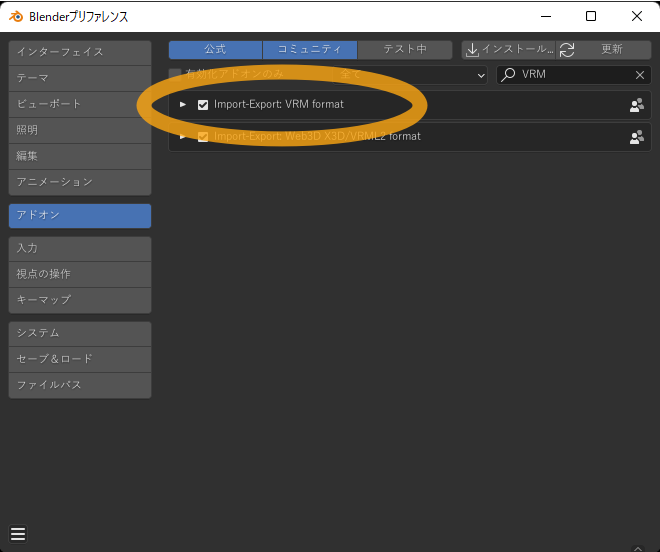 Blenderプリファレンス
インターフェイス
テーマ
ビューポート
照明
編集
アニメーション
アドオン
入力
視点の操作
キーマップ
システム
セーブ＆ロード
ファイルパス
公式 コミュニティ テスト中 インストール... 更新
有効化アドオンのみ 全て VRM
Import-Export: VRM format
Import-Export: Web3D X3D/VRML2 format